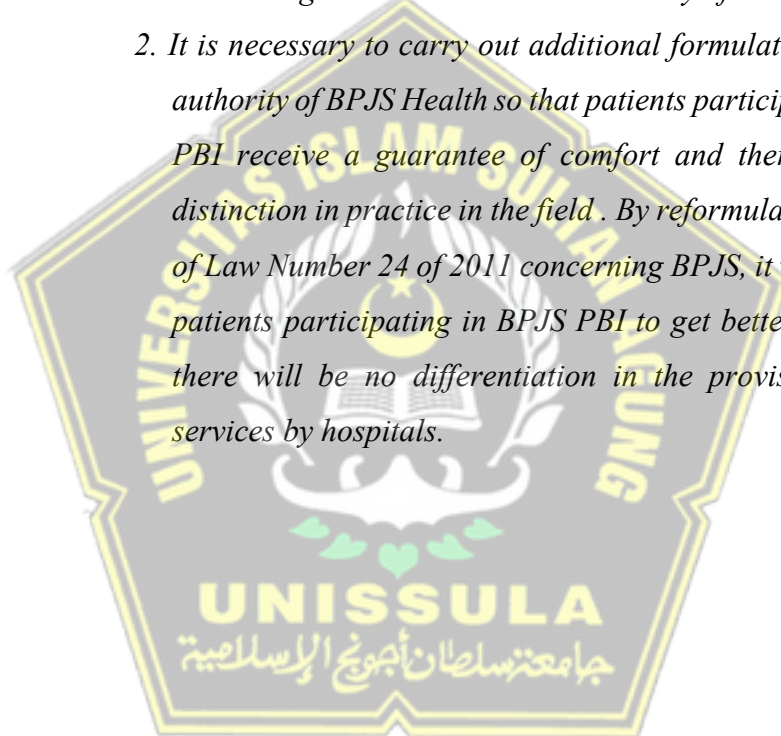 2. It is necessary to carry out additional formulat
authority of BPJS Health so that patients particip
PBI receive a guarantee of comfort and ther
distinction in practice in the field . By reformula
of Law Number 24 of 2011 concerning BPJS, it
patients participating in BPJS PBI to get bette
there will be no differentiation in the provis
services by hospitals.
UNIVERSITAS ISLAM SULTAN AGUNG
UNISSULA
جامعة سلطان أجونج الإسلامية